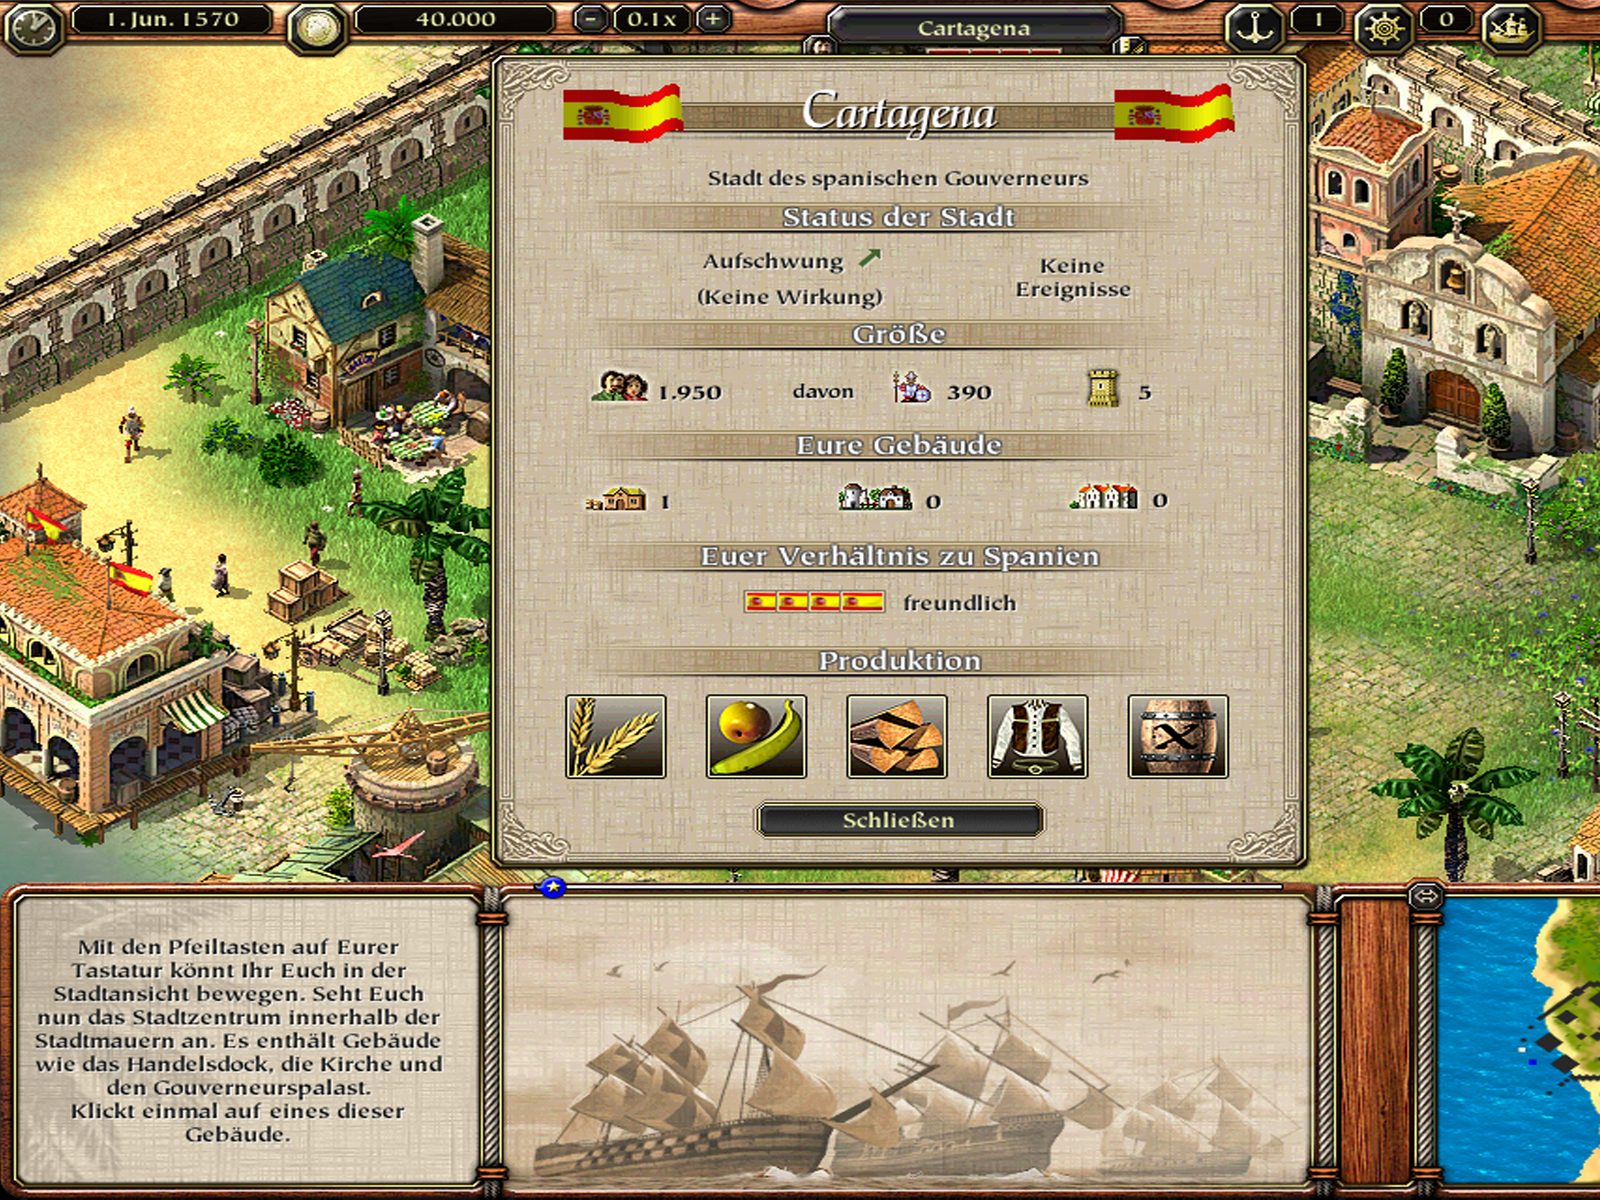 1. Jun. 1570
40.000
- 0.1x +
Cartagena
1
0
Cartagena
Stadt des spanischen Gouverneurs
Status der Stadt
Aufschwung
(Keine Wirkung)
Keine
Ereignisse
Größe
1.950 davon 390 5
Eure Gebäude
1 0 0
Euer Verhältnis zu Spanien
freundlich
Produktion
X
Schließen
Mit den Pfeiltasten auf Eurer
Tastatur könnt Ihr Euch in der
Stadtansicht bewegen. Seht Euch
nun das Stadtzentrum innerhalb der
Stadtmauern an. Es enthält Gebäude
wie das Handelsdock, die Kirche und
den Gouverneurspalast.
Klickt einmal auf eines dieser
Gebäude.